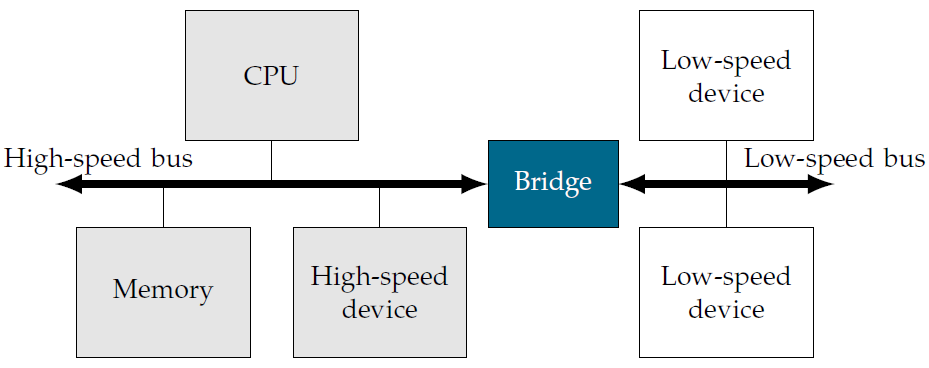 CPU
Low-speed
device
High-speed bus
Bridge
Low-speed bus
Memory
High-speed
device
Low-speed
device